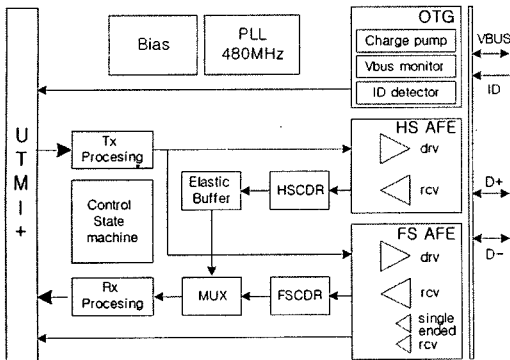 OTG
Charge pump
Vbus monitor
ID detector
VBUS
ID
Bias
PLL
480MHz
UTMI+
Tx
Procesing
HS AFE
drv
rcv
Elastic
Buffer
HSCDR
D+
Control
State
machine
FS AFE
drv
D-
Rx
Procesing
MUX
FSCDR
rcv
single
ended
rcv